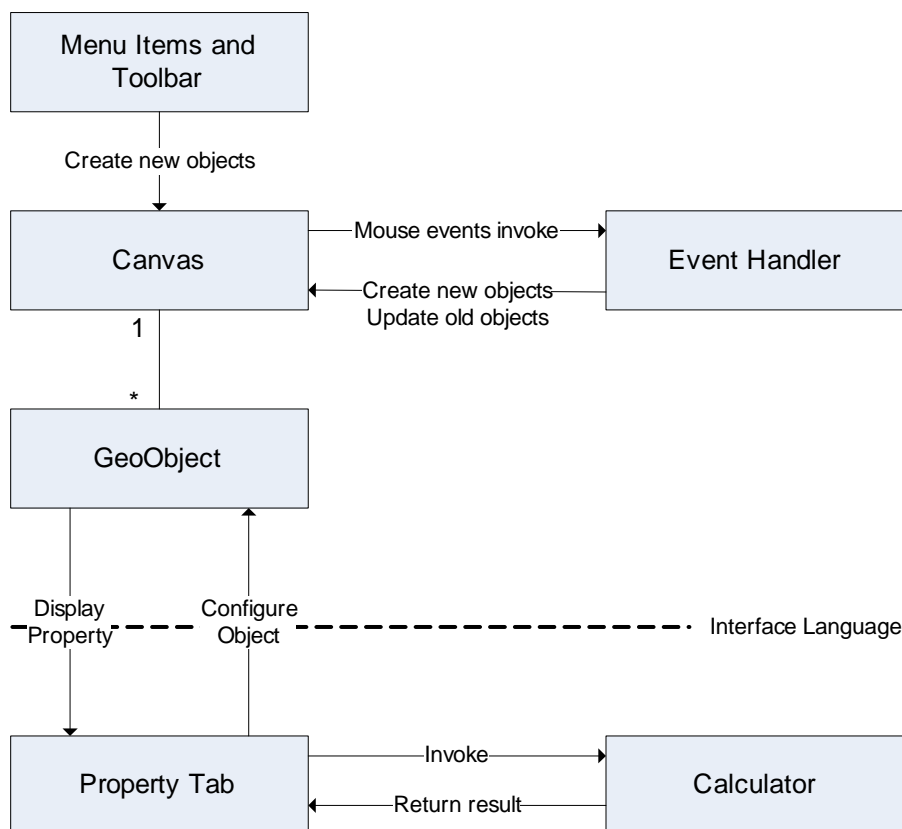 Menu Items and
Toolbar
Create new objects
Canvas
Mouse events invoke
Event Handler
Create new objects
Update old objects
1
*
GeoObject
Display
Property
Configure
Object
Interface Language
Property Tab
Invoke
Calculator
Return result